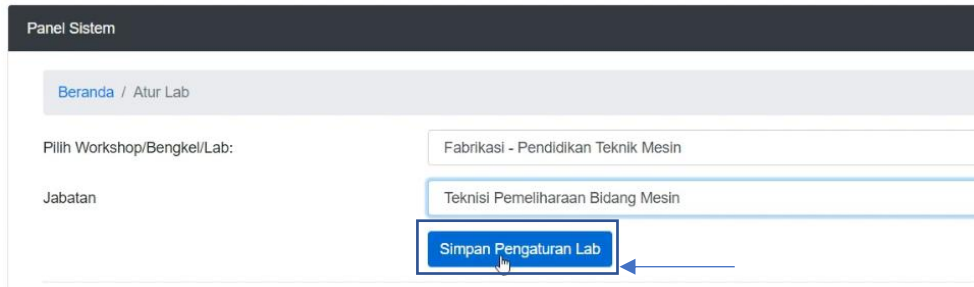 Panel Sistem
Beranda / Atur Lab
Pilih Workshop/Bengkel/Lab: Fabrikasi - Pendidikan Teknik Mesin
Jabatan Teknisi Pemeliharaan Bidang Mesin
Simpan Pengaturan Lab